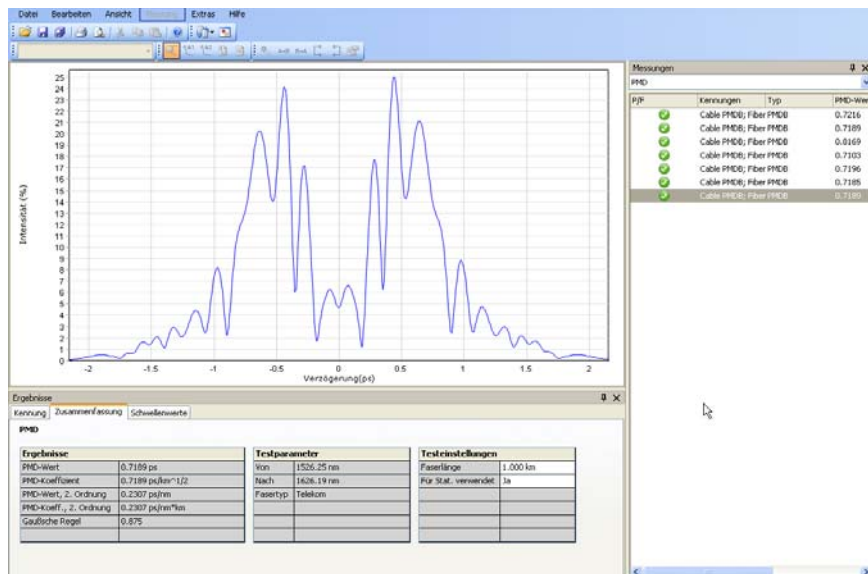 Datei Bearbeiten Ansicht Messung Extras Hilfe
Messungen
PMD
P/F Kennungen Typ PMD-Wer
Cable PMDB; Fiber PMDB 0.7216
Cable PMDB; Fiber PMDB 0.7189
Cable PMDB; Fiber PMDB 0.0169
Cable PMDB; Fiber PMDB 0.7103
Cable PMDB; Fiber PMDB 0.7196
Cable PMDB; Fiber PMDB 0.7185
Cable PMDB; Fiber PMDB 0.7189
Intensität (%)
25
24
23
22
21
20
19
18
17
16
15
14
13
12
11
10
9
8
7
6
5
4
3
2
1
0
-2 -1.5 -1 -0.5 0 0.5 1 1.5 2
Verzögerung(ps)
Ergebnisse
Kennung Zusammenfassung Schwellenwerte
PMD
Ergebnisse
PMD-Wert 0.7189 ps
PMD-Koeffizient 0.7189 ps/km^1/2
PMD-Wert, 2. Ordnung 0.2307 ps/nm
PMD-Koeff., 2. Ordnung 0.2307 ps/nm*km
Gaußsche Regel 0.875
Testparameter
Von 1526.25 nm
Nach 1626.19 nm
Fasertyp Telekom
Testeinstellungen
Faserlänge 1.000 km
Für Stat. verwendet Ja